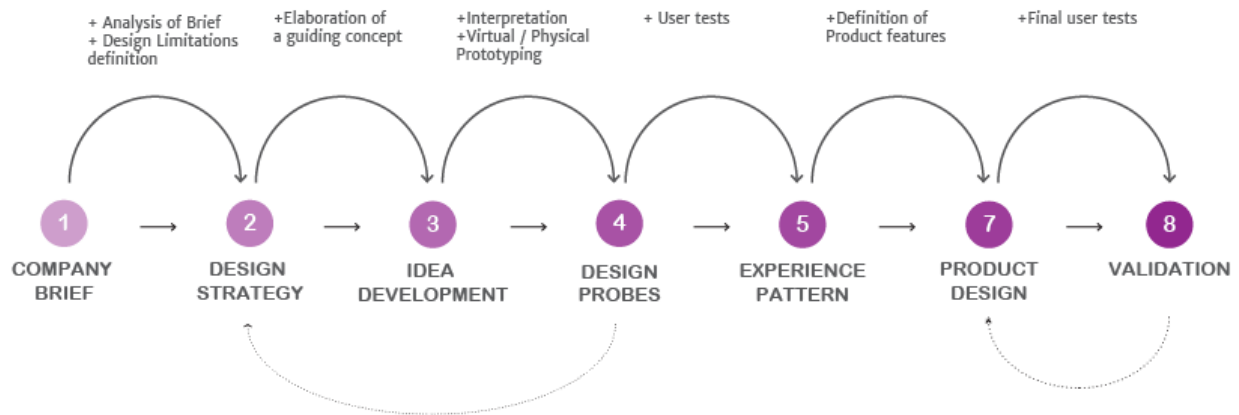 + Analysis of Brief
+ Design Limitations
definition
+Elaboration of
a guiding concept
+Interpretation
+Virtual / Physical
Prototyping
+ User tests
+Definition of
Product features
+Final user tests
1
2
3
4
5
7
8
COMPANY
BRIEF
DESIGN
STRATEGY
IDEA
DEVELOPMENT
DESIGN
PROBES
EXPERIENCE
PATTERN
PRODUCT
DESIGN
VALIDATION